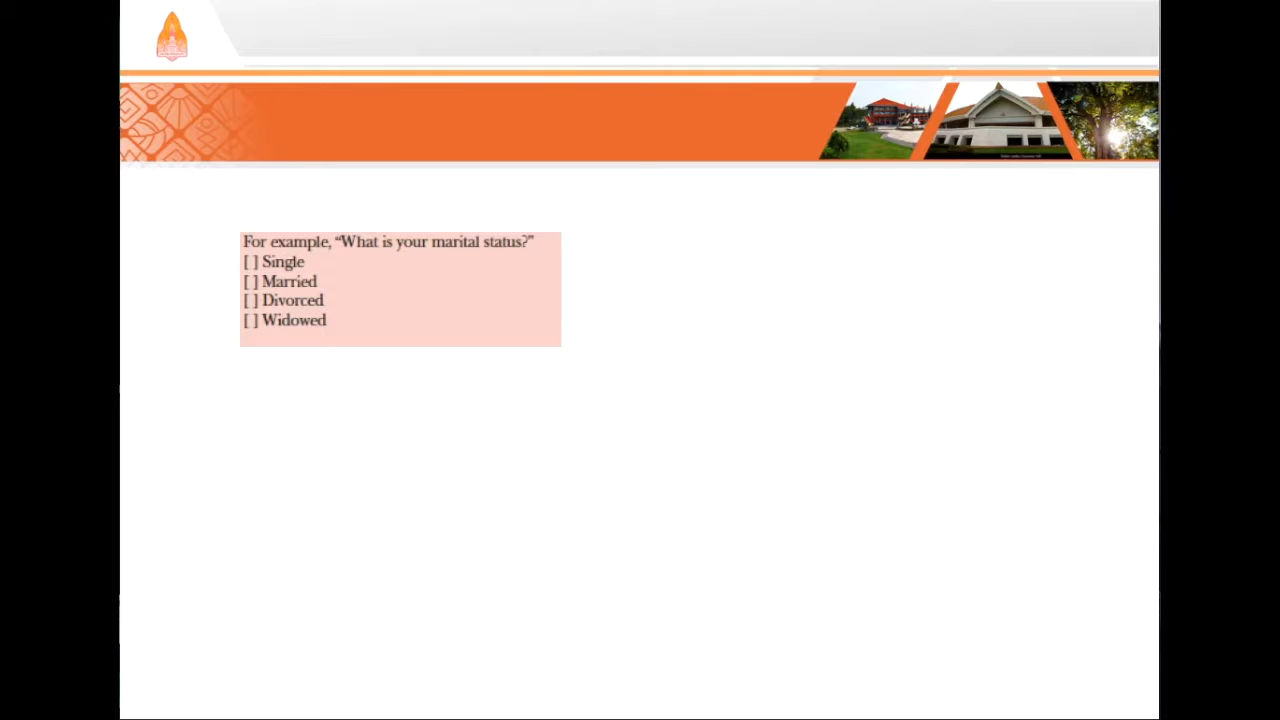 For example, “What is your marital status?”
[ ] Single
[ ] Married
[ ] Divorced
[ ] Widowed